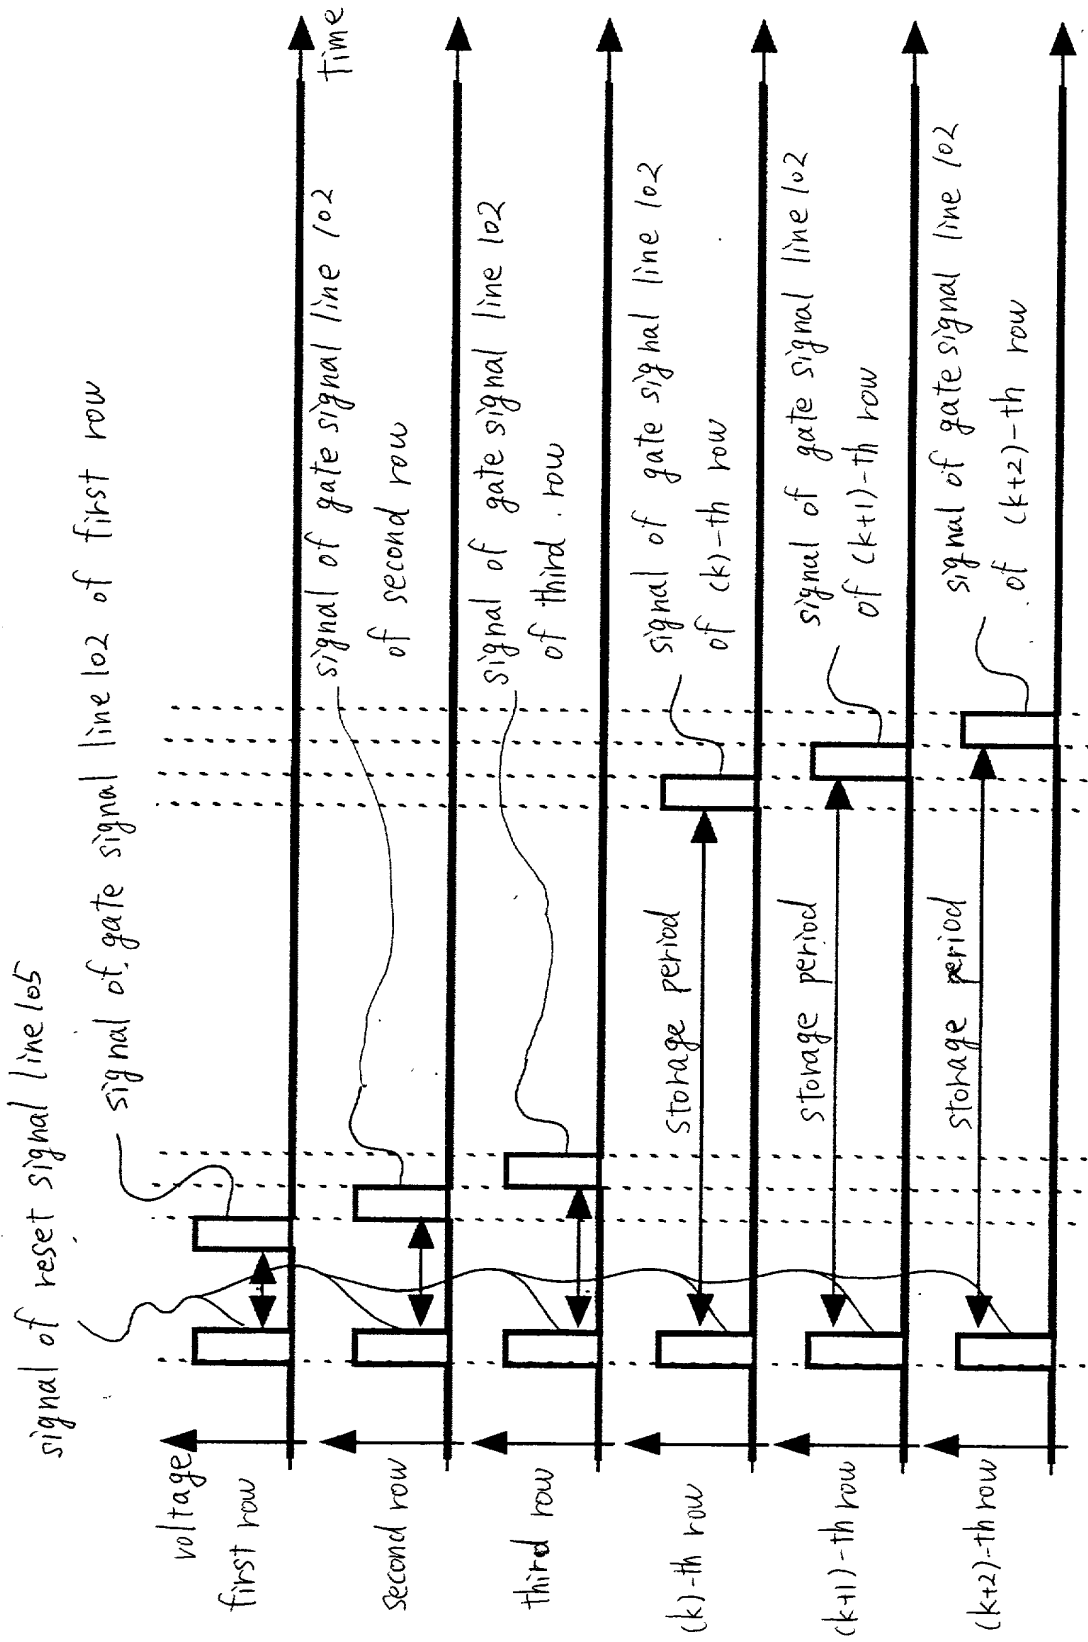 signal of reset signal line 105
signal of gate signal line 102 of first row
voltage
first row
Time
signal of gate signal line 102
of second row
second row
signal of gate signal line 102
of third row
third row
signal of gate signal line 102
of (k)-th row
storage period
(k)-th row
signal of gate signal line 102
of (k+1)-th row
storage period
(k+1)-th row
signal of gate signal line 102
of (k+2)-th row
storage period
(k+2)-th row